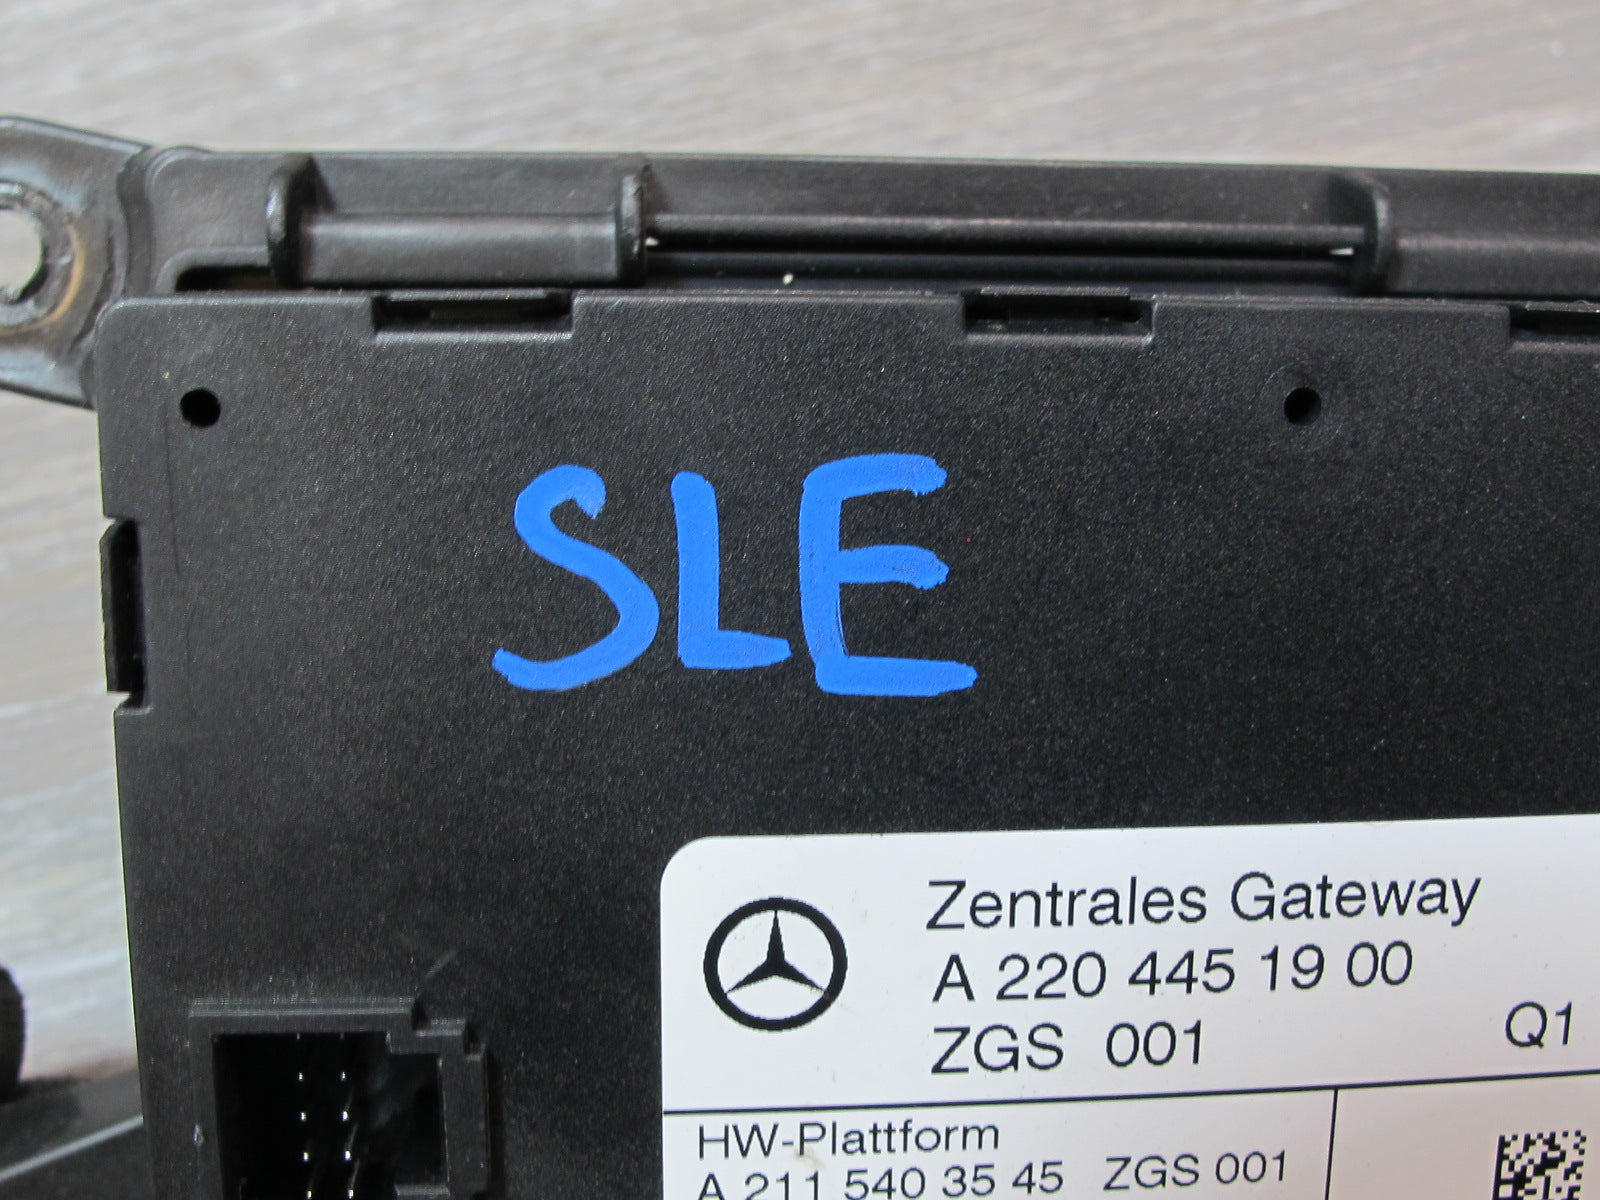 SLE
Zentrales Gateway
A 220 445 19 00
ZGS 001 Q1
HW-Plattform
A 211 540 35 45 ZGS 001